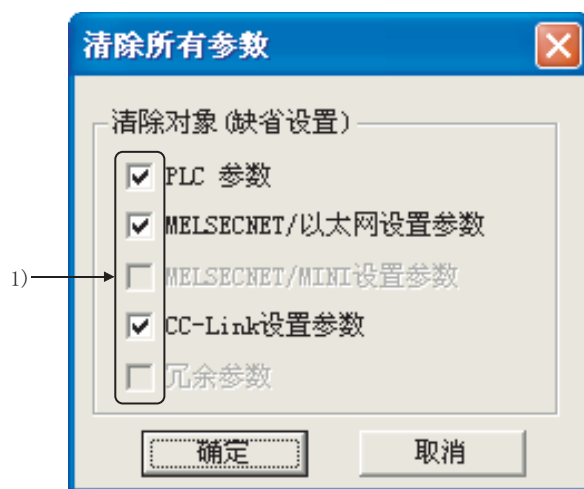 清除所有参数
清除对象(缺省设置)
PLC 参数
MELSECNET/以太网设置参数
1)
MELSECNET/MINI设置参数
CC-Link设置参数
冗余参数
确定 取消